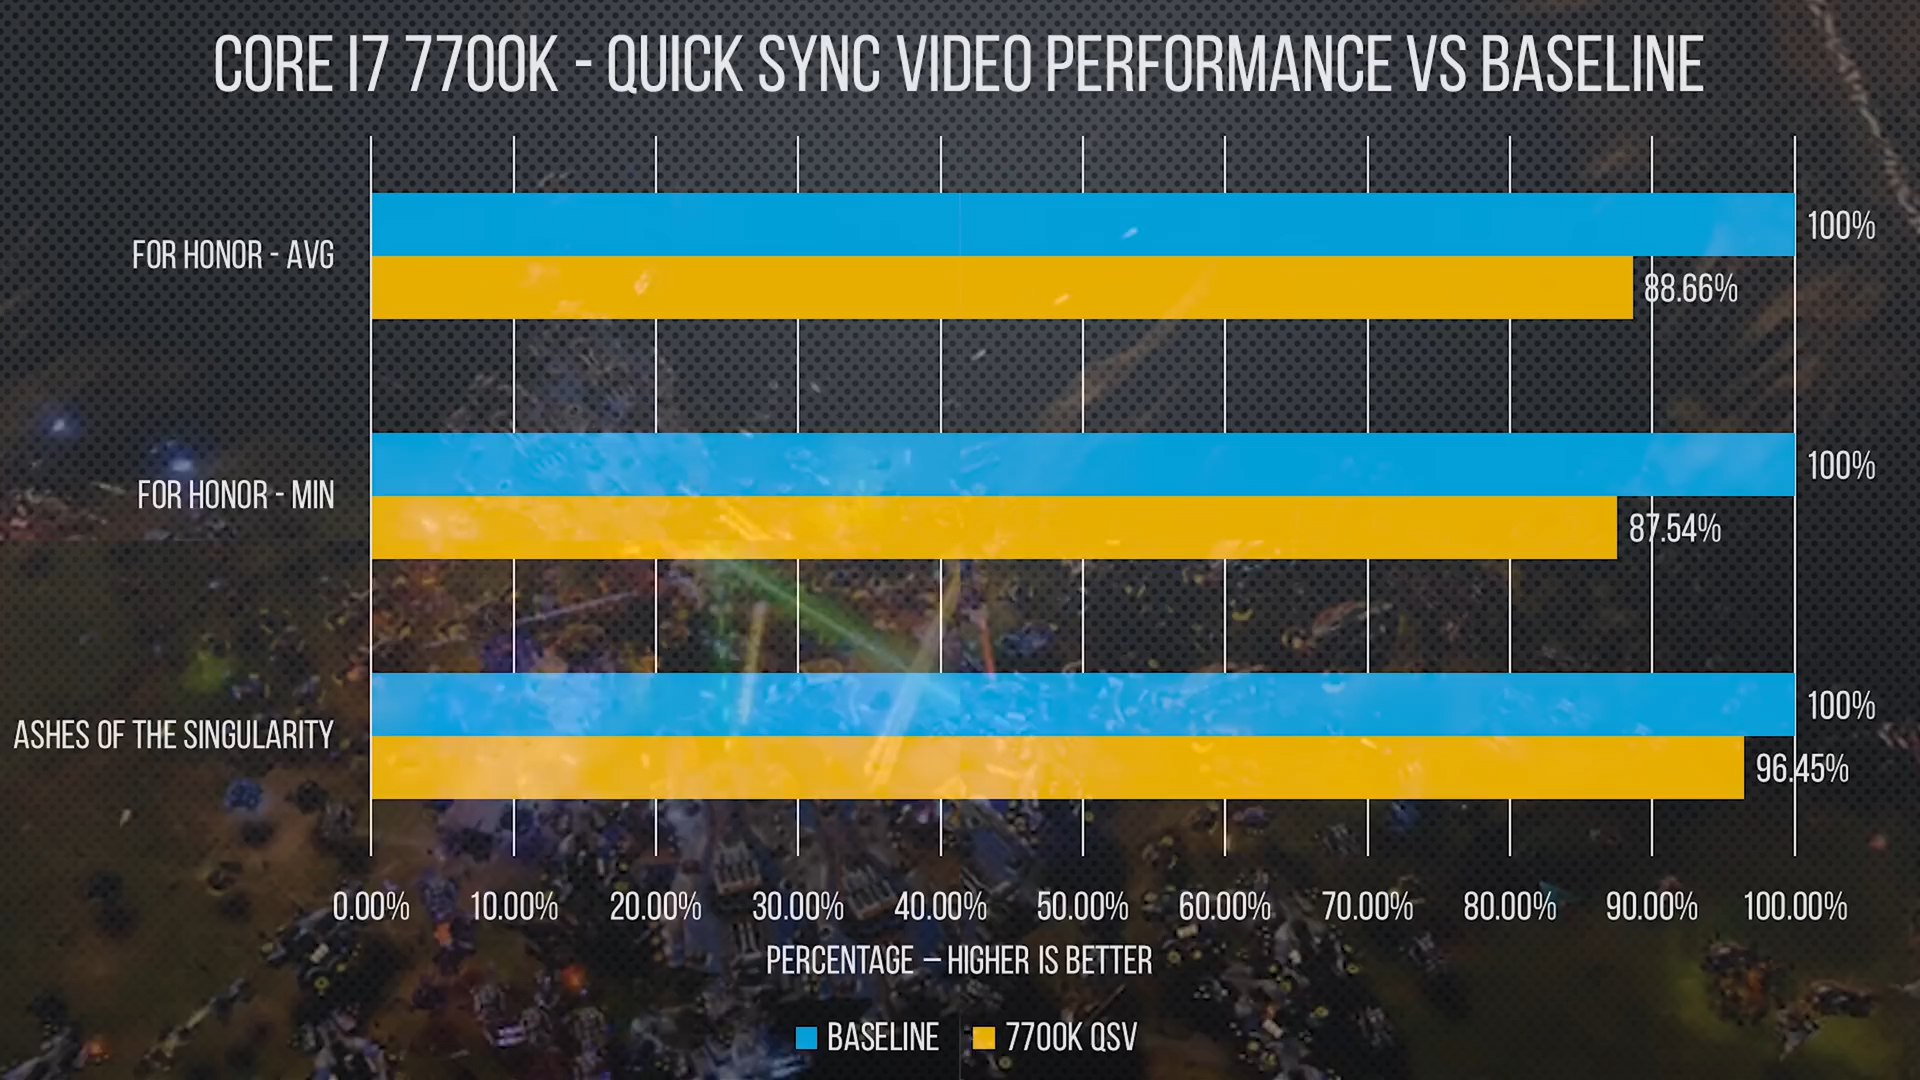 CORE I7 7700K - QUICK SYNC VIDEO PERFORMANCE VS BASELINE
FOR HONOR - AVG
100%
88.66%
FOR HONOR - MIN
100%
87.54%
ASHES OF THE SINGULARITY
100%
96.45%
0.00% 10.00% 20.00% 30.00% 40.00% 50.00% 60.00% 70.00% 80.00% 90.00% 100.00%
PERCENTAGE – HIGHER IS BETTER
BASELINE 7700K QSV